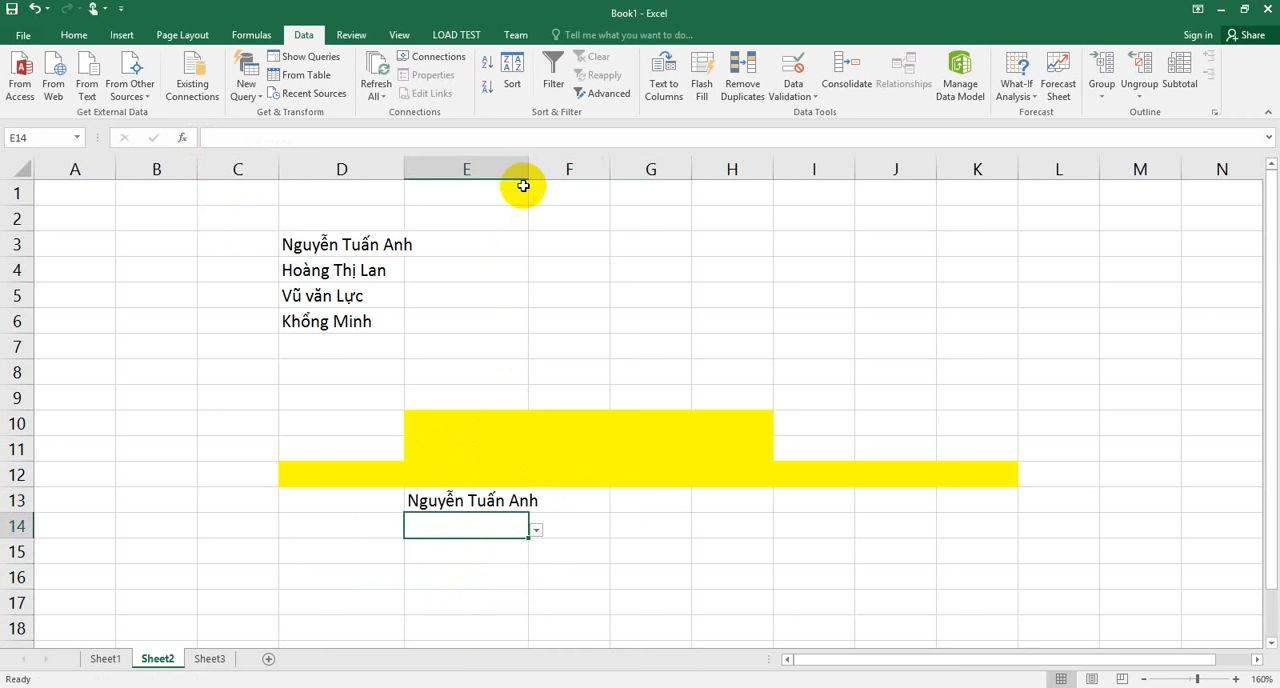 Book1 - Excel
File Home Insert Page Layout Formulas Data Review View LOAD TEST Team Tell me what you want to do... Sign in Share
From Access
From Web
From Text
From Other Sources
Existing Connections
New Query
Show Queries
From Table
Recent Sources
Refresh All
Connections
Properties
Edit Links
Sort
Filter
Clear
Reapply
Advanced
Text to Columns
Flash Fill
Remove Duplicates
Data Validation
Consolidate
Relationships
Manage Data Model
What-If Analysis
Forecast Sheet
Group
Ungroup
Subtotal
Get External Data Get & Transform Connections Sort & Filter Data Tools Forecast Outline
E14 fx
A B C D E F G H I J K L M N
1
2
3 Nguyễn Tuấn Anh
4 Hoàng Thị Lan
5 Vũ văn Lực
6 Khổng Minh
7
8
9
10
11
12
13 Nguyễn Tuấn Anh
14
15
16
17
18
Sheet1 Sheet2 Sheet3
Ready 160%